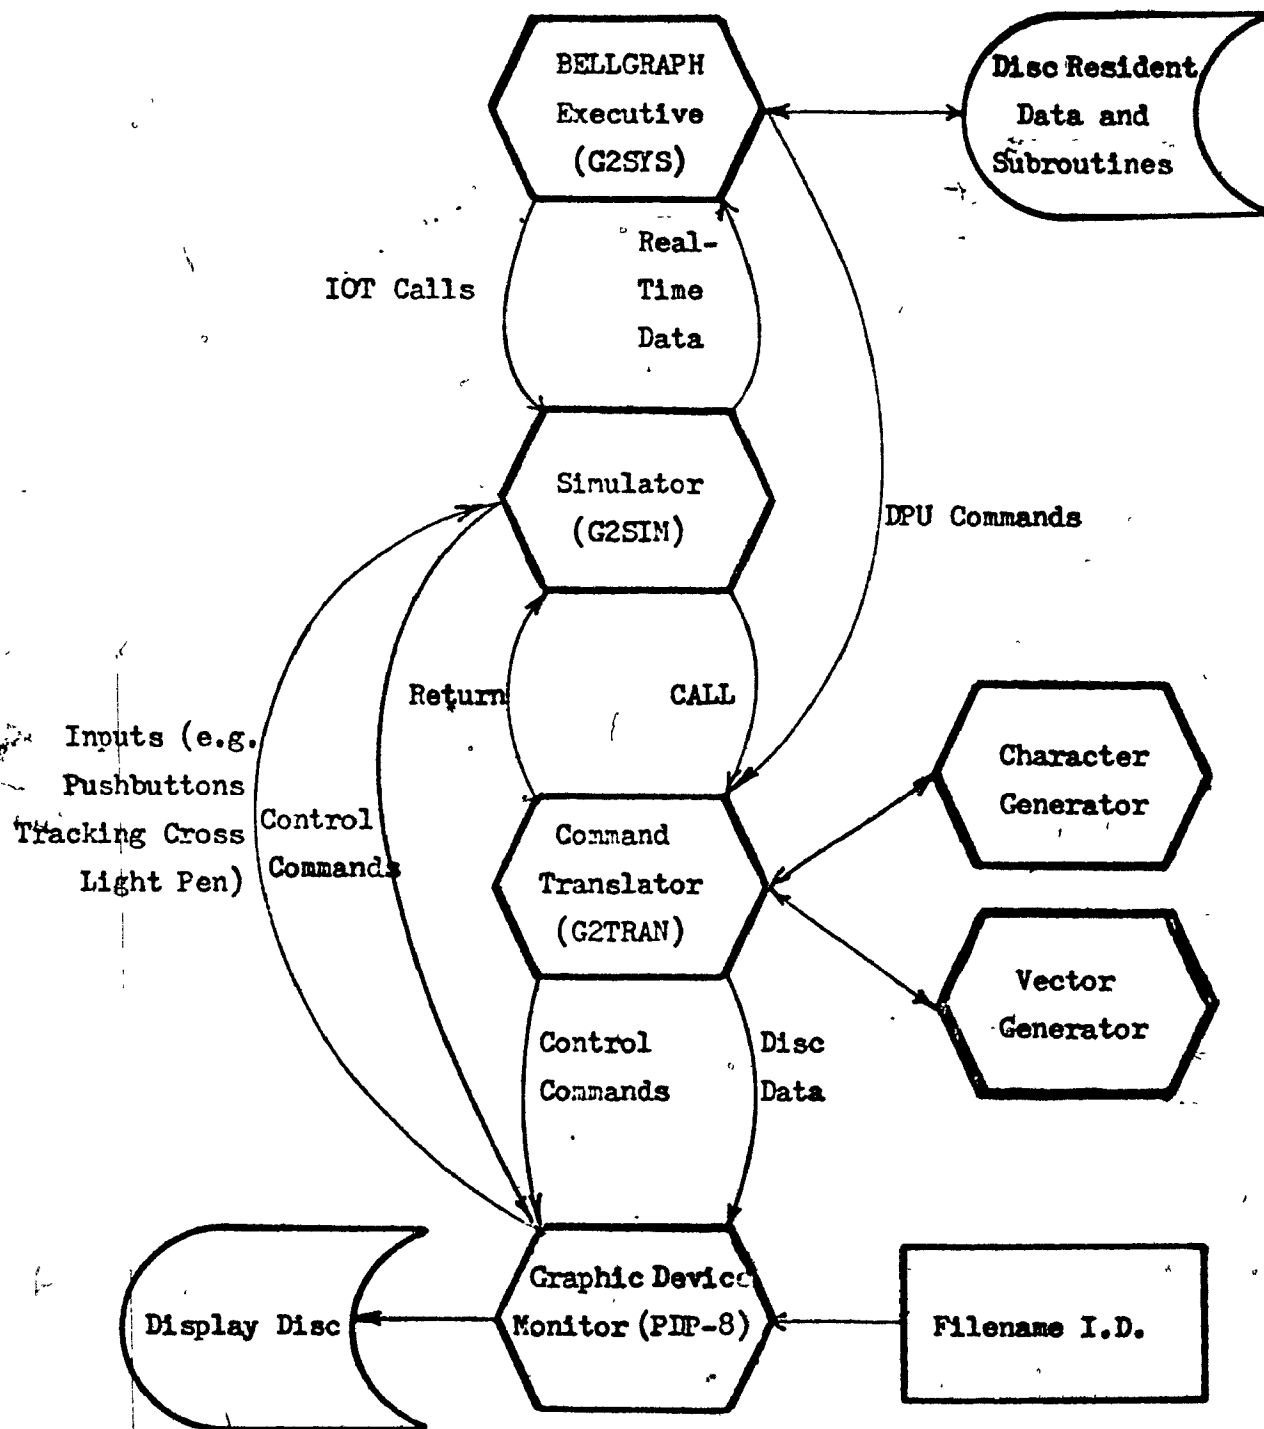 BELLGRAPH
Executive
(G2SYS)
Disc Resident
Data and
Subroutines
IOT Calls
Real-
Time
Data
Simulator
(G2SIM)
DPU Commands
Return
CALL
Inputs (e.g.
Pushbuttons
Tracking Cross
Light Pen)
Control
Commands
Character
Generator
Command
Translator
(G2TRAN)
Vector
Generator
Control
Commands
Disc
Data
Graphic Device
Monitor (PDP-8)
Display Disc
Filename I.D.